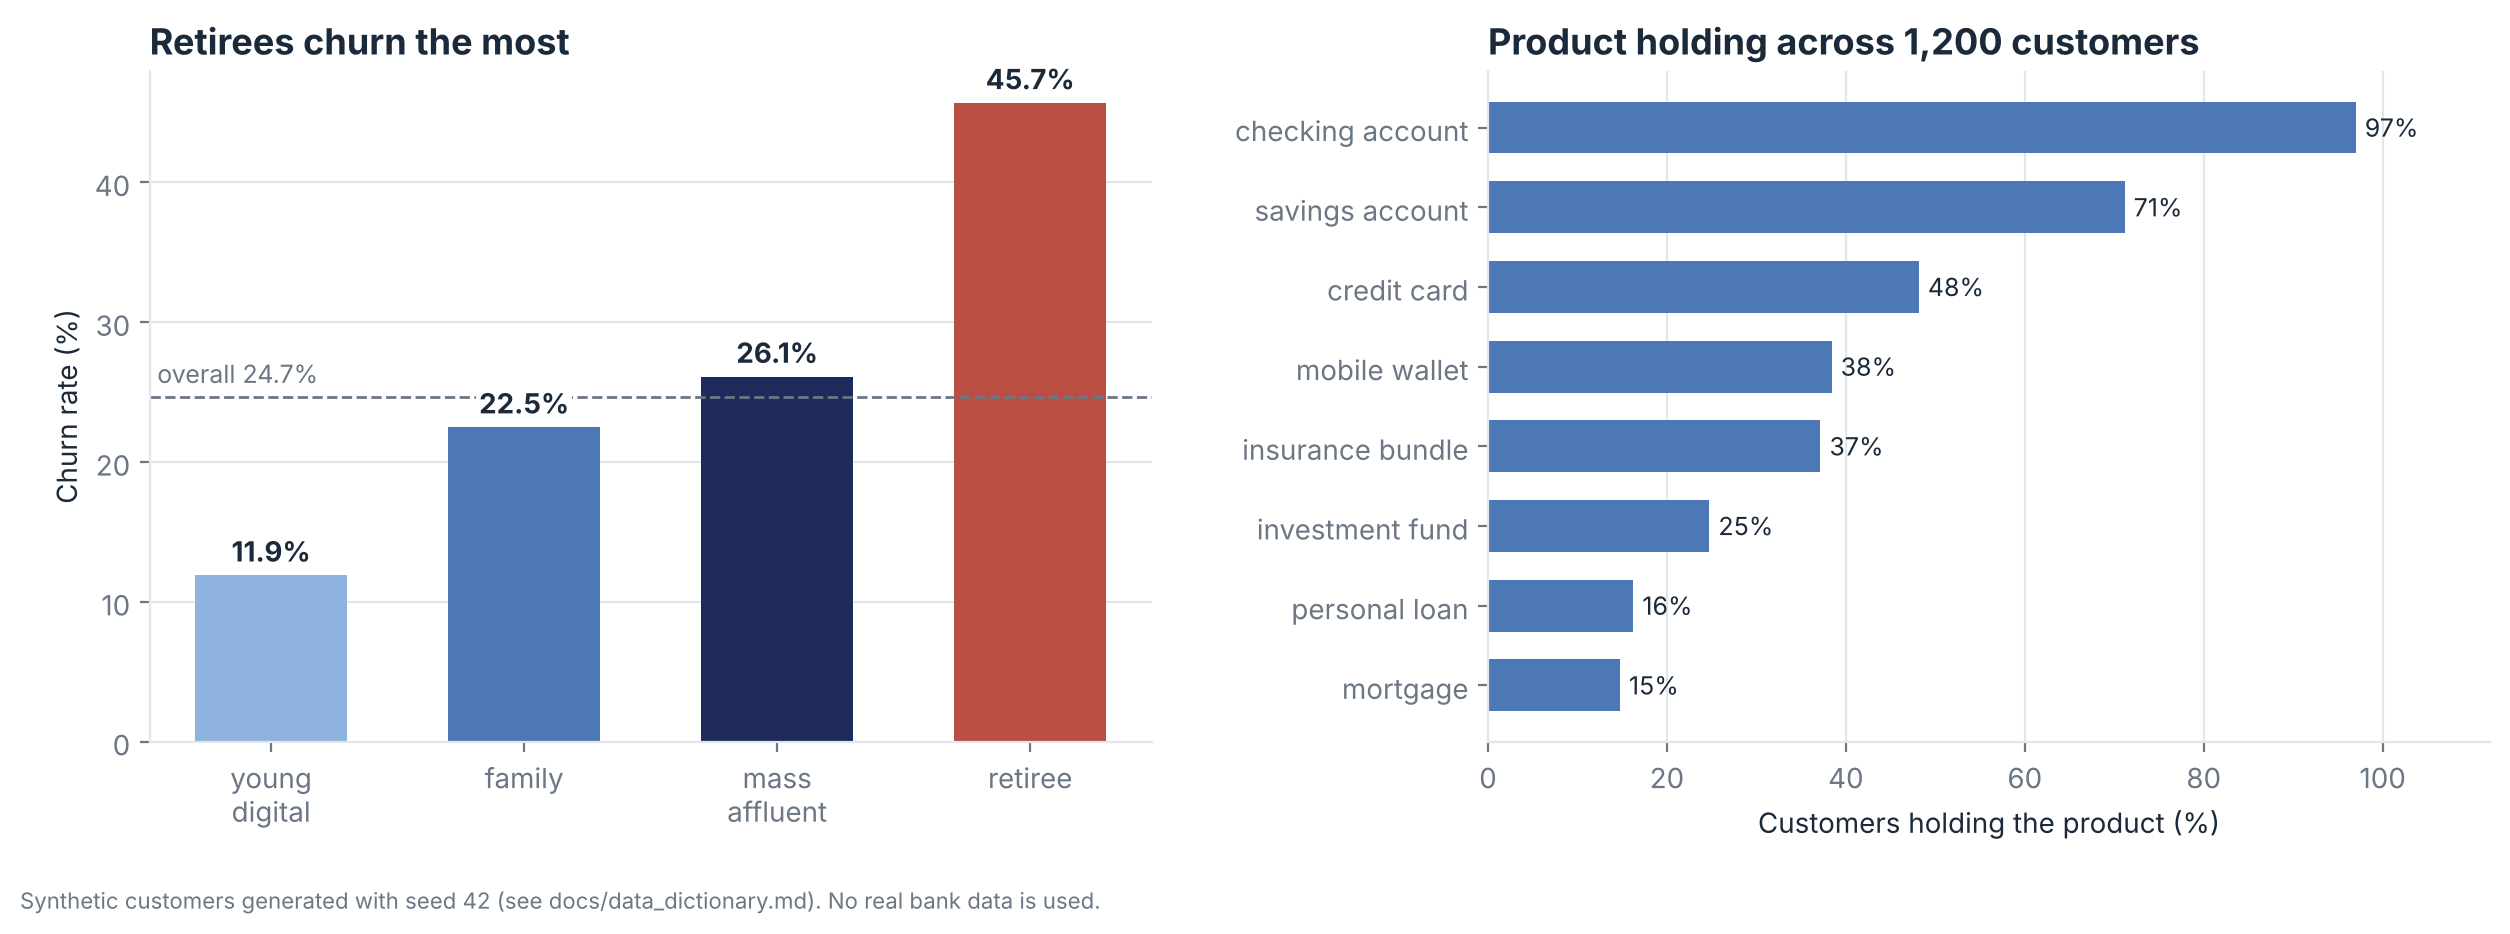 Retirees churn the most
45.7%
40
30
overall 24.7%
26.1%
22.5%
20
11.9%
10
0
Churn rate (%)
young
digital
family
mass
affluent
retiree
Product holding across 1,200 customers
checking account
97%
savings account
71%
credit card
48%
mobile wallet
38%
insurance bundle
37%
investment fund
25%
personal loan
16%
mortgage
15%
0
20
40
60
80
100
Customers holding the product (%)
Synthetic customers generated with seed 42 (see docs/data_dictionary.md). No real bank data is used.